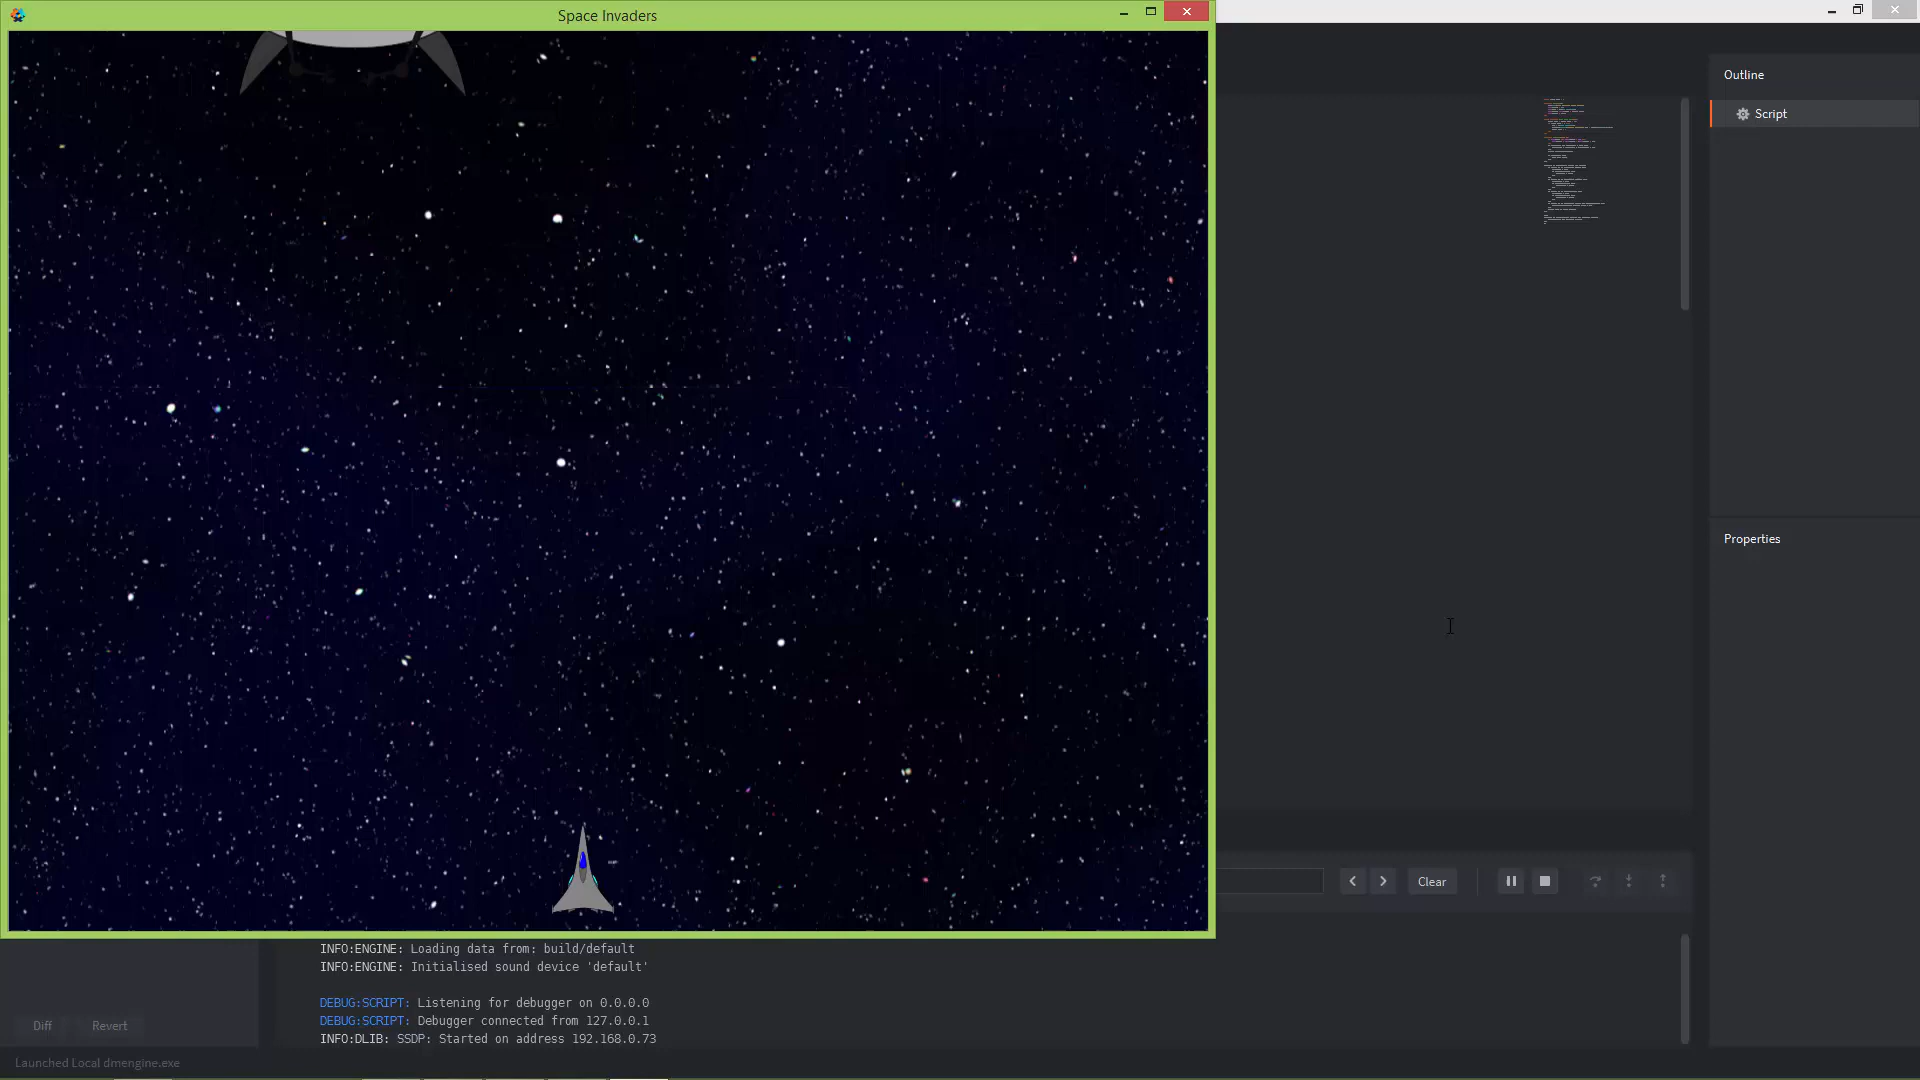 Space Invaders
Outline
Script
Properties
Clear
INFO:ENGINE: Loading data from: build/default
INFO:ENGINE: Initialised sound device 'default'
DEBUG:SCRIPT: Listening for debugger on 0.0.0.0
DEBUG:SCRIPT: Debugger connected from 127.0.0.1
INFO:DLIB: SSDP: Started on address 192.168.0.73
Diff Revert
Launched Local dmengine.exe